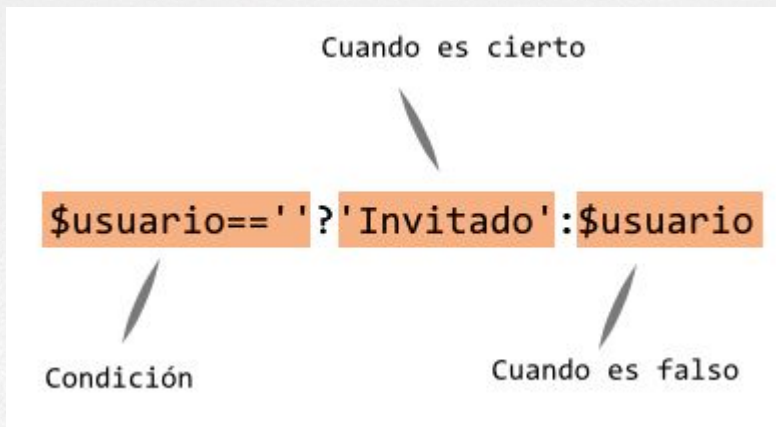 Cuando es cierto
$usuario==''?'Invitado':$usuario
Condición
Cuando es falso